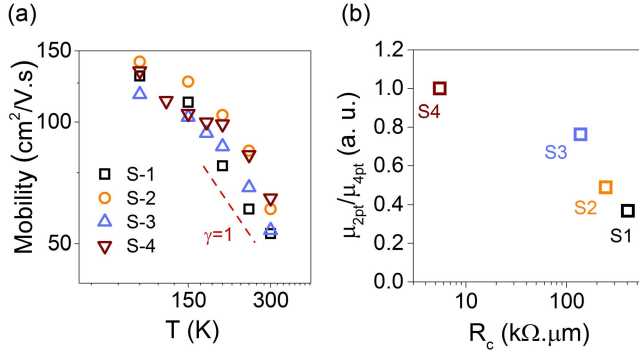 (a)
150
100
50
Mobility (cm²/V.s)
S-1
S-2
S-3
S-4
γ=1
150
300
T (K)
(b)
1.2
1.0
0.8
0.6
0.4
0.2
0.0
μ2pt/μ4pt (a. u.)
S4
S3
S2
S1
10
100
Rc (kΩ.μm)